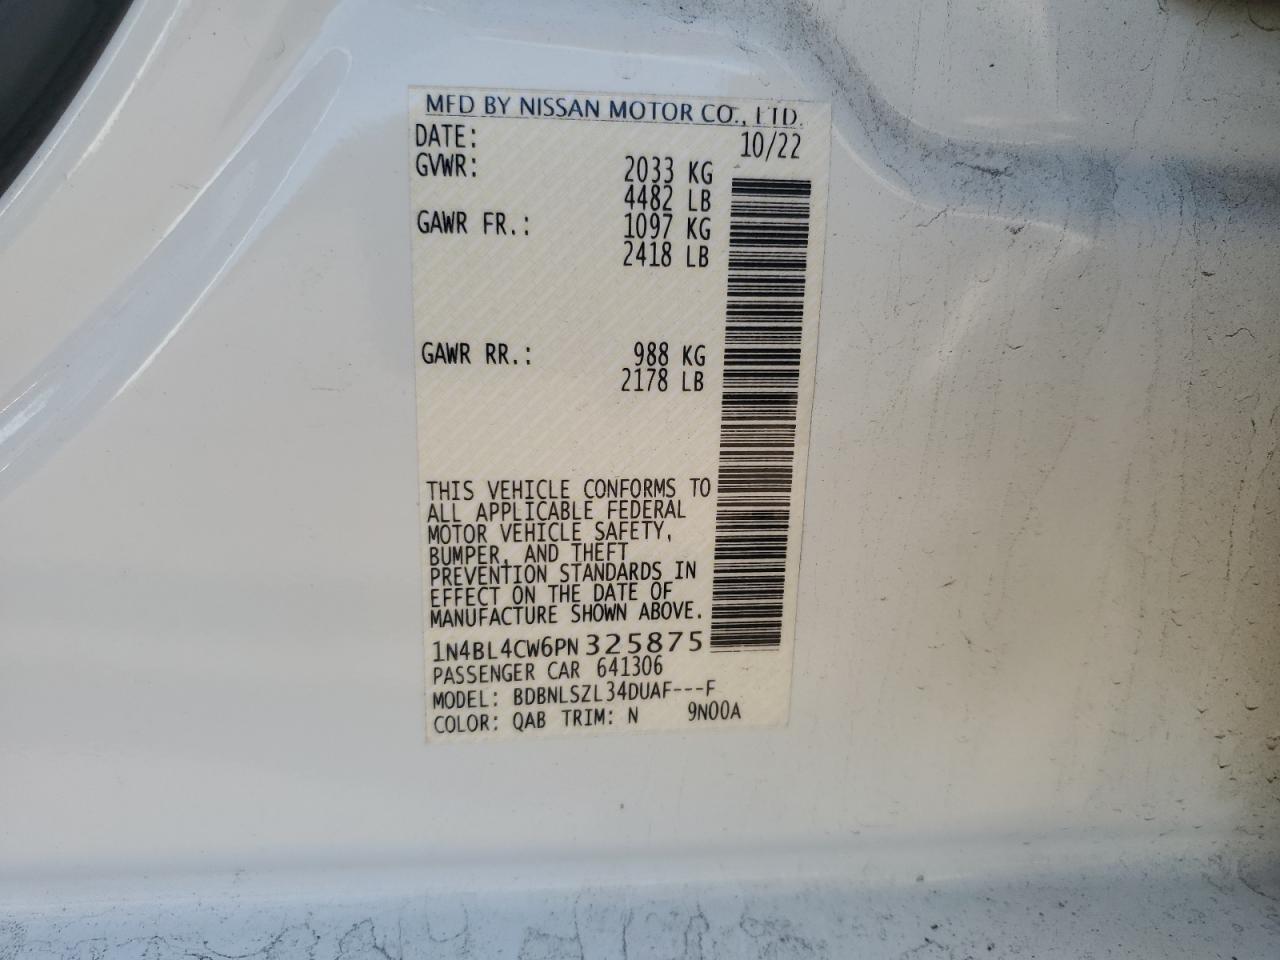 MFD BY NISSAN MOTOR CO., LTD.
DATE: 10/22
GVWR: 2033 KG
4482 LB
GAWR FR.: 1097 KG
2418 LB
GAWR RR.: 988 KG
2178 LB
THIS VEHICLE CONFORMS TO
ALL APPLICABLE FEDERAL
MOTOR VEHICLE SAFETY,
BUMPER, AND THEFT
PREVENTION STANDARDS IN
EFFECT ON THE DATE OF
MANUFACTURE SHOWN ABOVE.
1N4BL4CW6PN325875
PASSENGER CAR 641306
MODEL: BDBNLSZL34DUAF---F
COLOR: QAB TRIM: N 9N00A